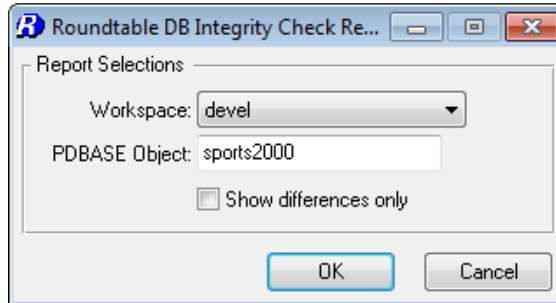 Roundtable DB Integrity Check Re...
Report Selections
Workspace: devel
PDBASE Object: sports2000
Show differences only
OK Cancel